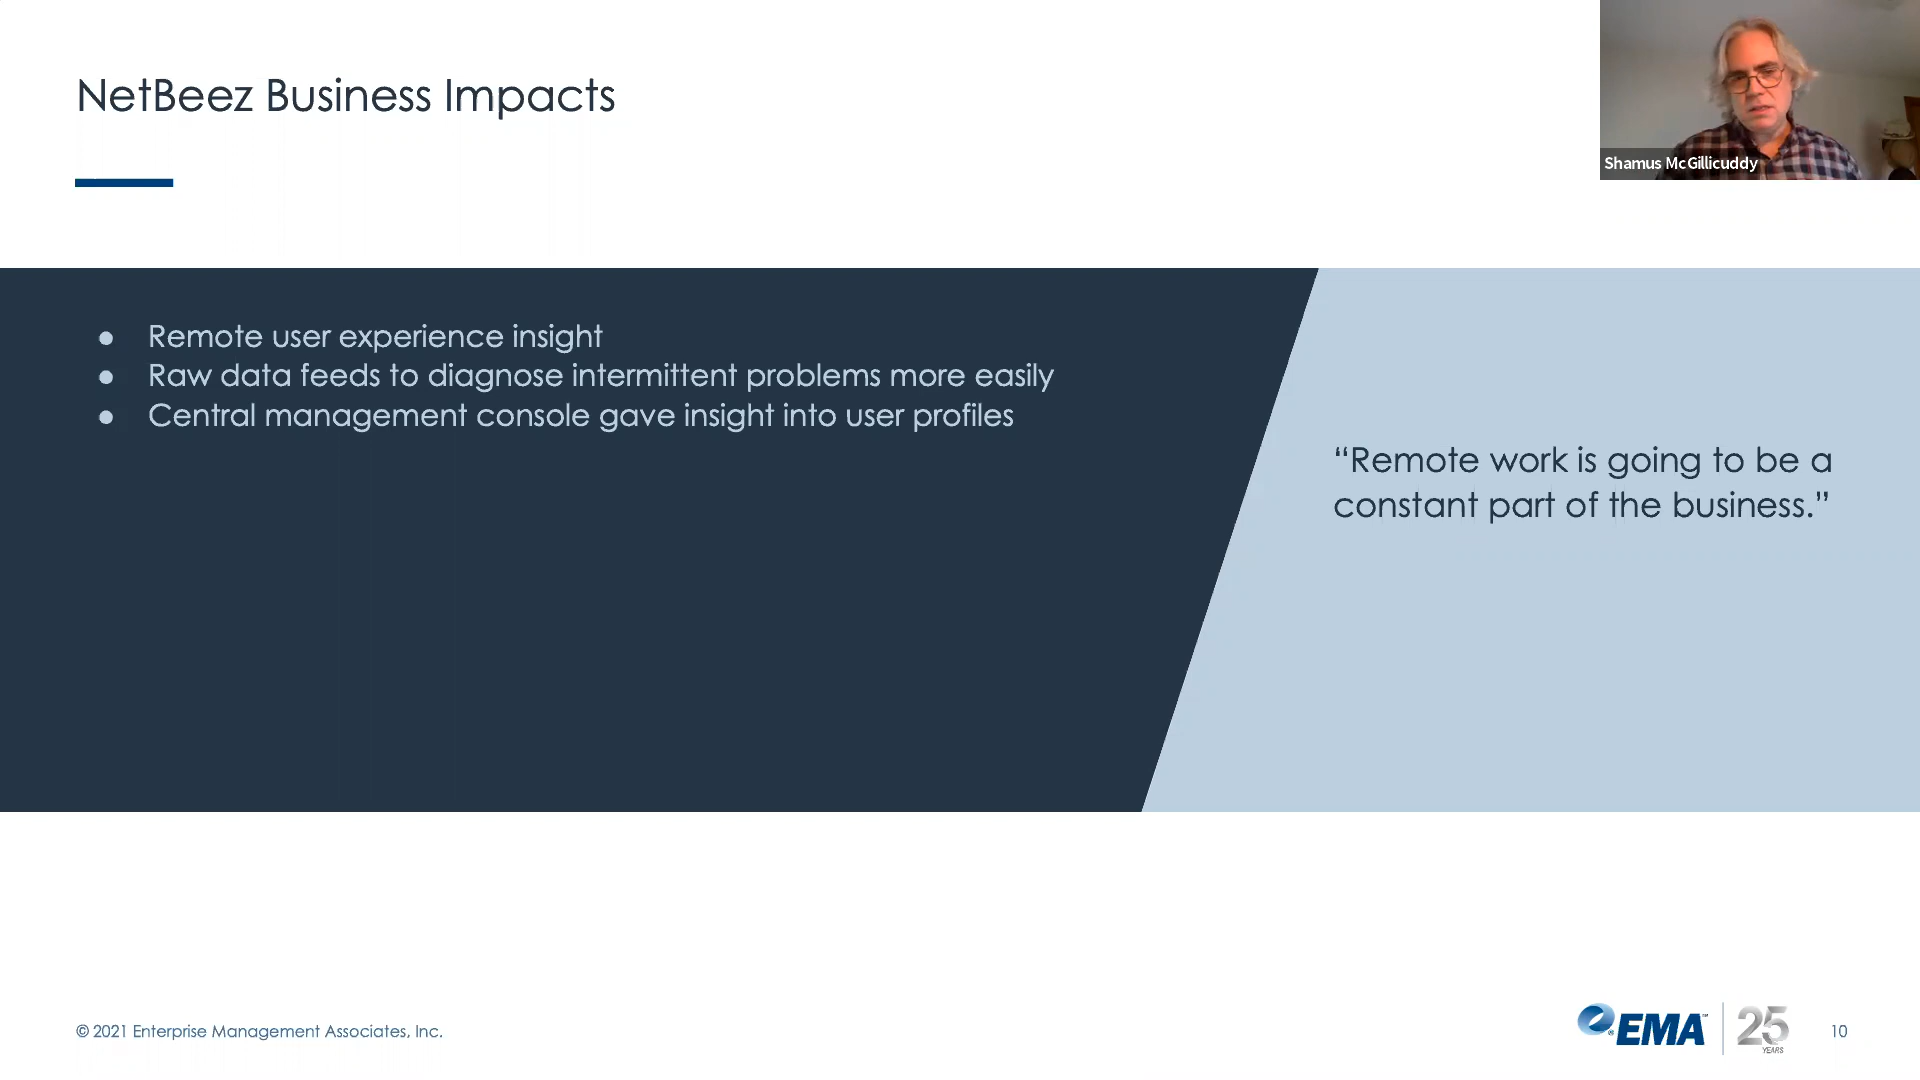 NetBeez Business Impacts
Shamus McGillicuddy
● Remote user experience insight
● Raw data feeds to diagnose intermittent problems more easily
● Central management console gave insight into user profiles
“Remote work is going to be a
constant part of the business.”
© 2021 Enterprise Management Associates, Inc.
EMA™
25
YEARS
10